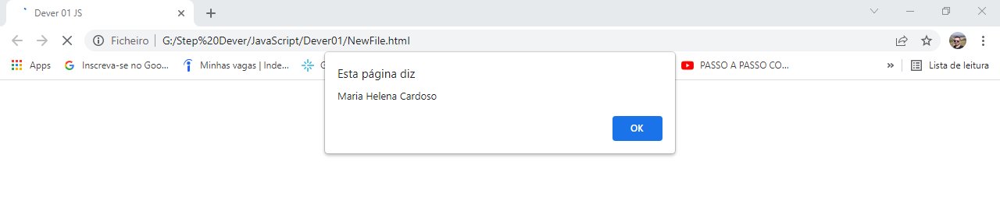 Dever 01 JS
Ficheiro | G:/Step%20Dever/JavaScript/Dever01/NewFile.html
Apps Inscreva-se no Goo... Minhas vagas | Inde... PASSO A PASSO CO... » Lista de leitura
Esta página diz
Maria Helena Cardoso
OK